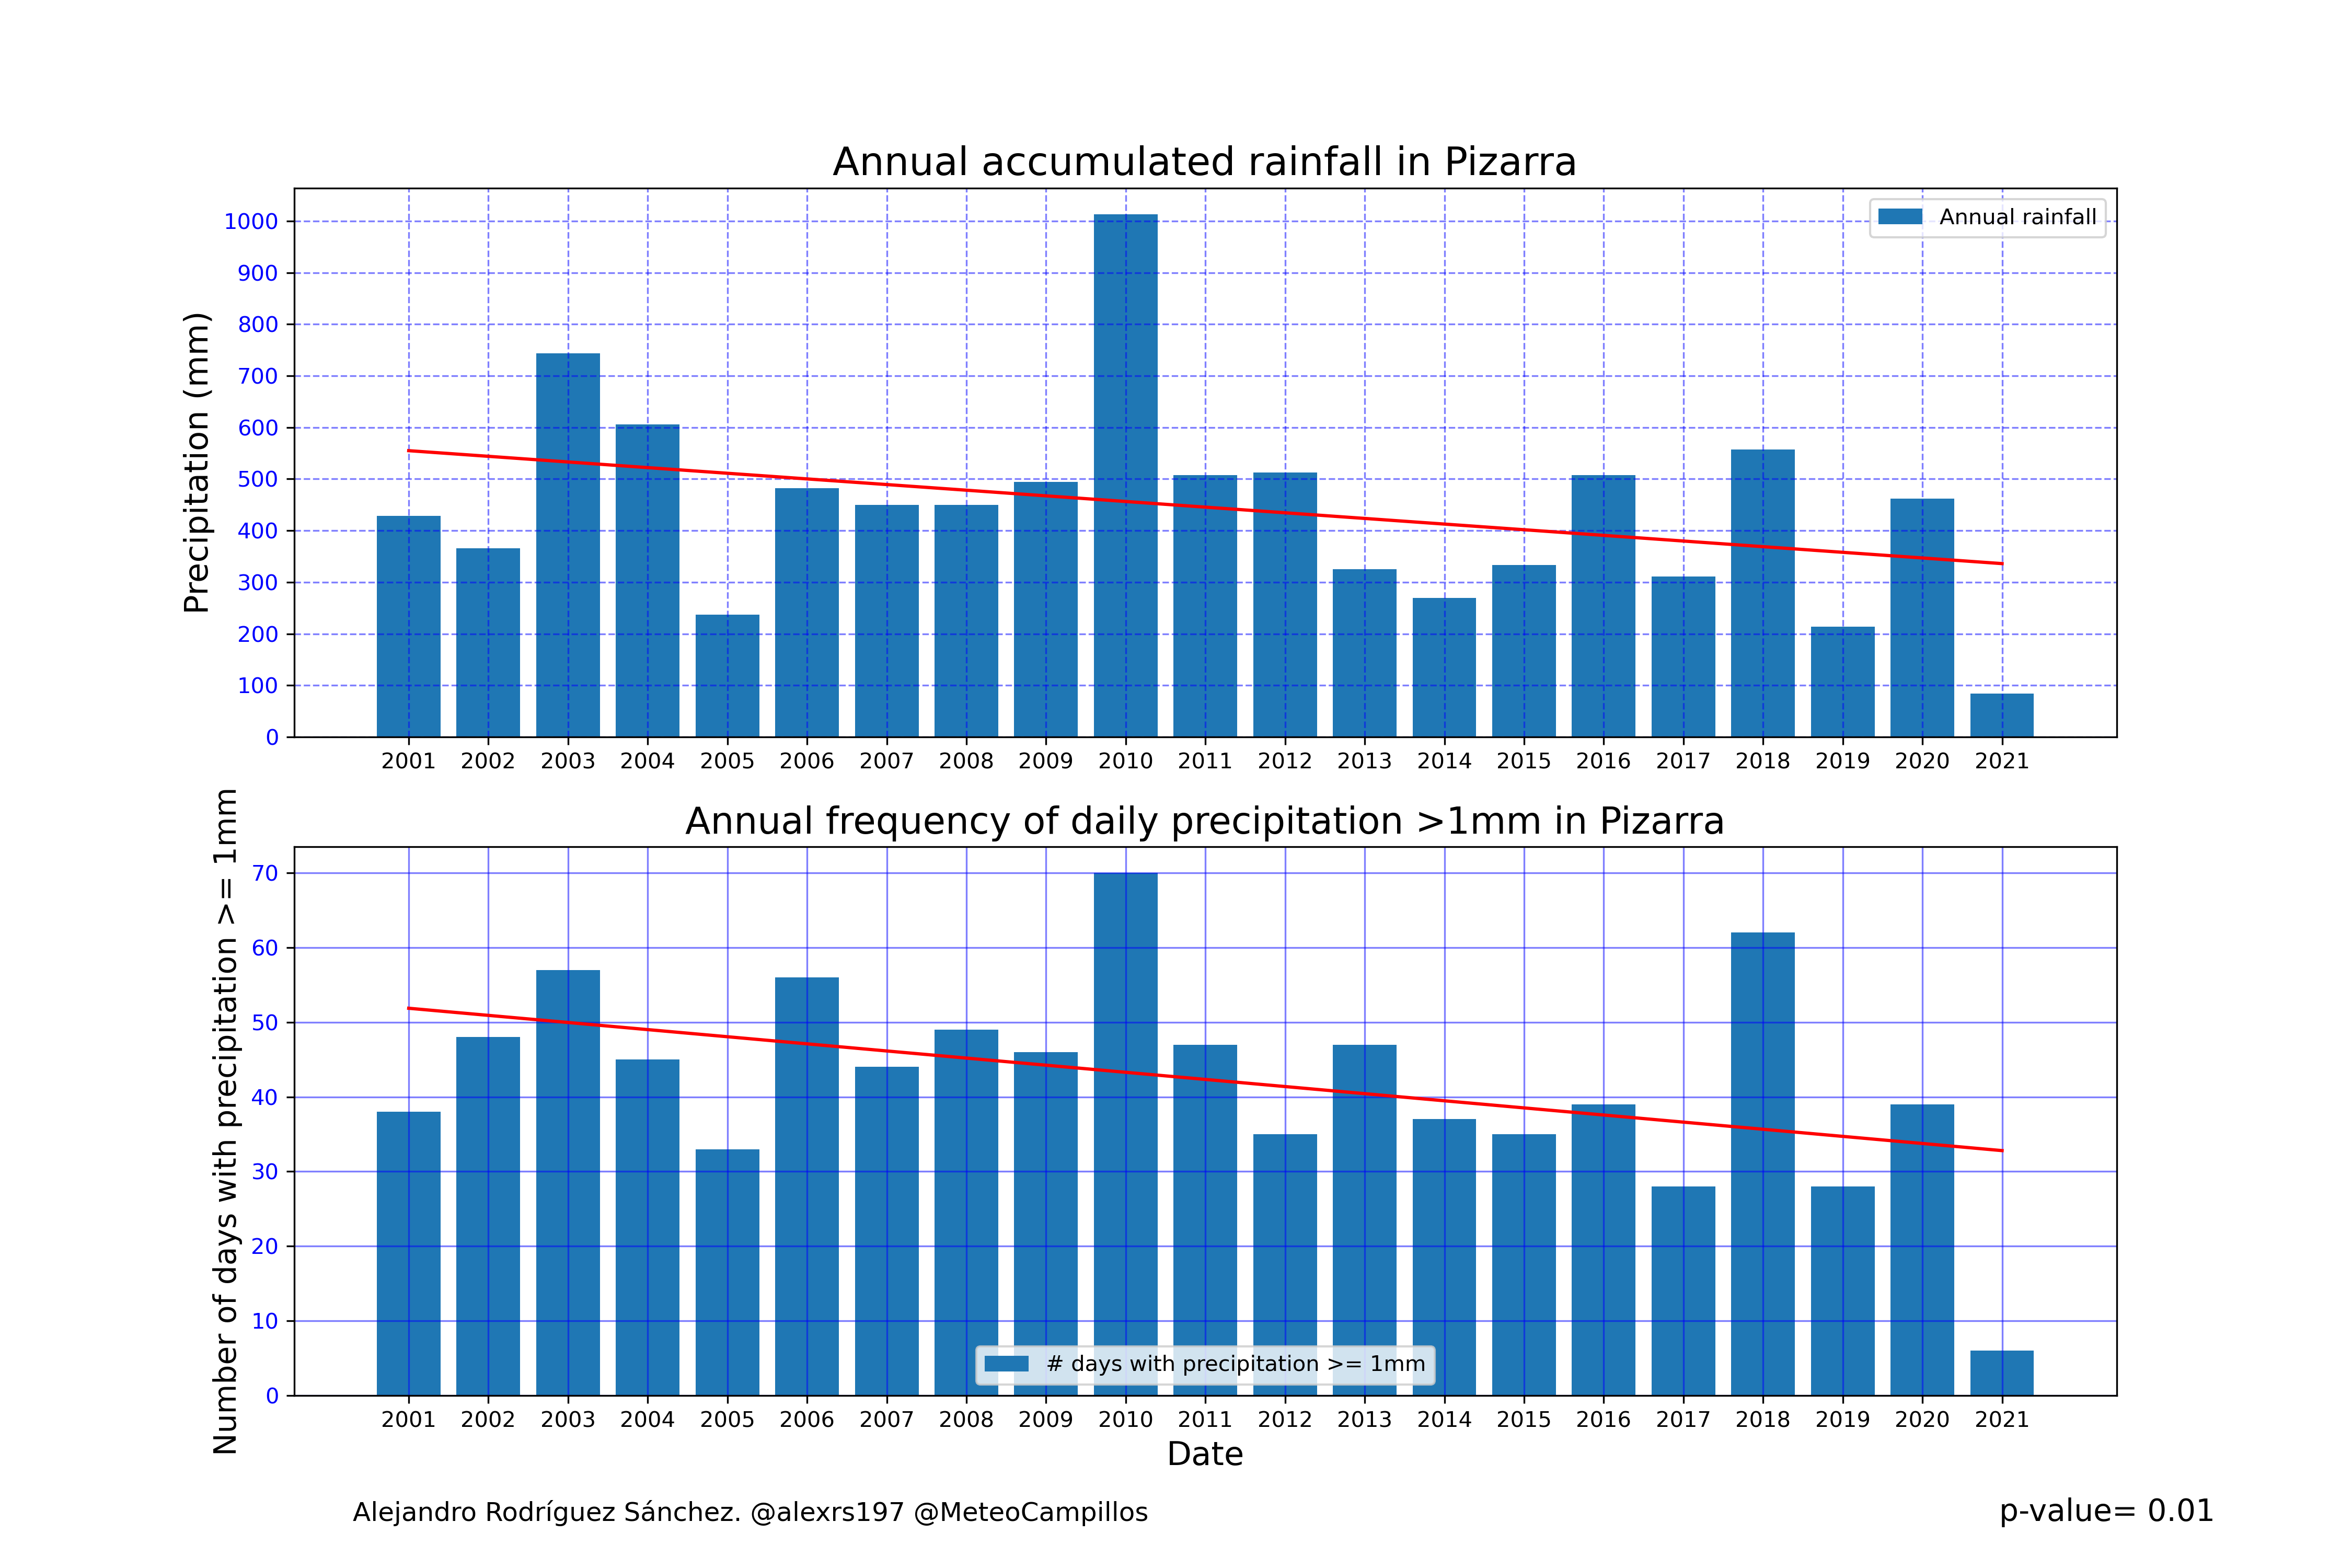 Annual accumulated rainfall in Pizarra
Precipitation (mm)
1000
900
800
700
600
500
400
300
200
100
0
Annual rainfall
2001 2002 2003 2004 2005 2006 2007 2008 2009 2010 2011 2012 2013 2014 2015 2016 2017 2018 2019 2020 2021
Annual frequency of daily precipitation >1mm in Pizarra
Number of days with precipitation >= 1mm
70
60
50
40
30
20
10
0
# days with precipitation >= 1mm
2001 2002 2003 2004 2005 2006 2007 2008 2009 2010 2011 2012 2013 2014 2015 2016 2017 2018 2019 2020 2021
Date
Alejandro Rodríguez Sánchez. @alexrs197 @MeteoCampillos
p-value= 0.01